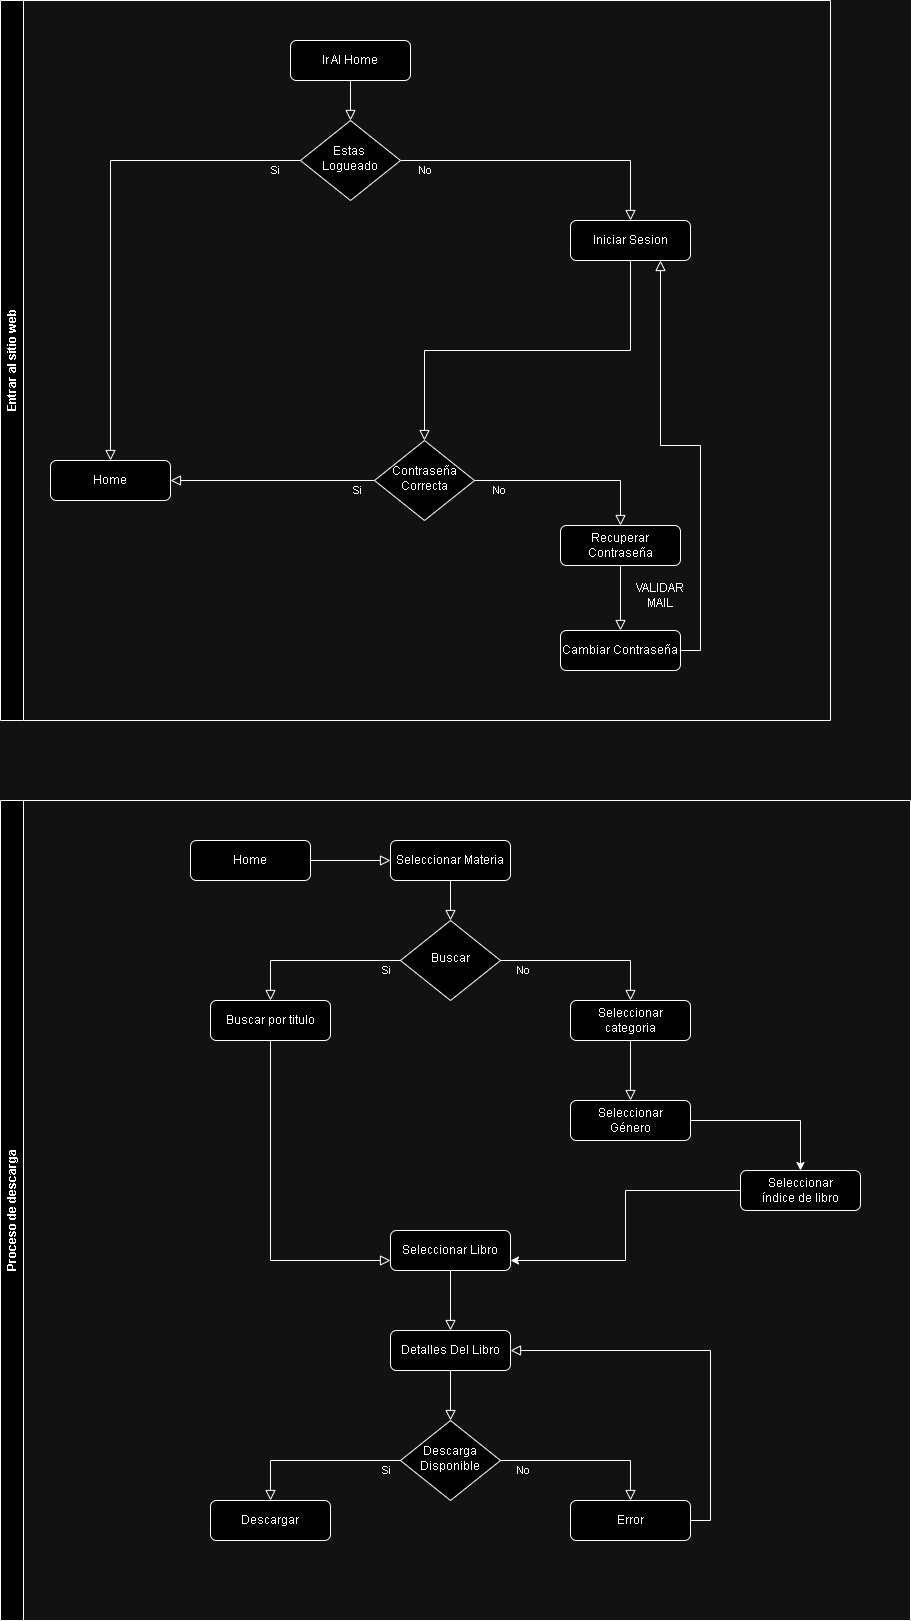 Entrar al sitio web
Ir Al Home
Estas
Logueado
Si
No
Iniciar Sesion
Home
Contraseña
Correcta
Si
No
Recuperar
Contraseña
VALIDAR
MAIL
Cambiar Contraseña
Proceso de descarga
Home
Seleccionar Materia
Buscar
Si
No
Buscar por titulo
Seleccionar
categoria
Seleccionar
Género
Seleccionar
índice de libro
Seleccionar Libro
Detalles Del Libro
Descarga
Disponible
Si
No
Descargar
Error